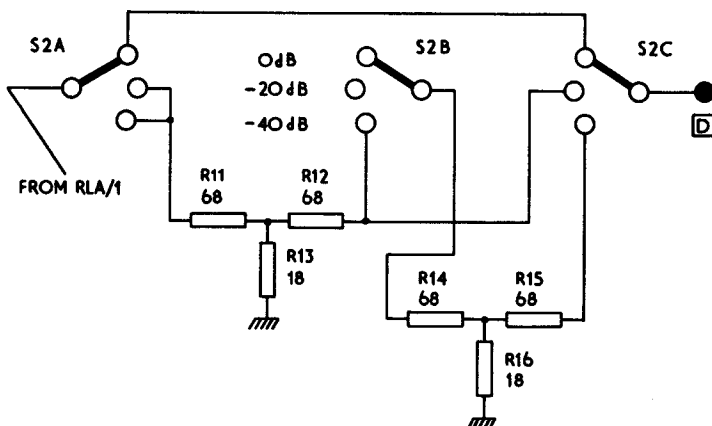 S2A
0dB
-20dB
-40dB
S2B
S2C
D
FROM RLA/1
R11
68
R12
68
R13
18
R14
68
R15
68
R16
18